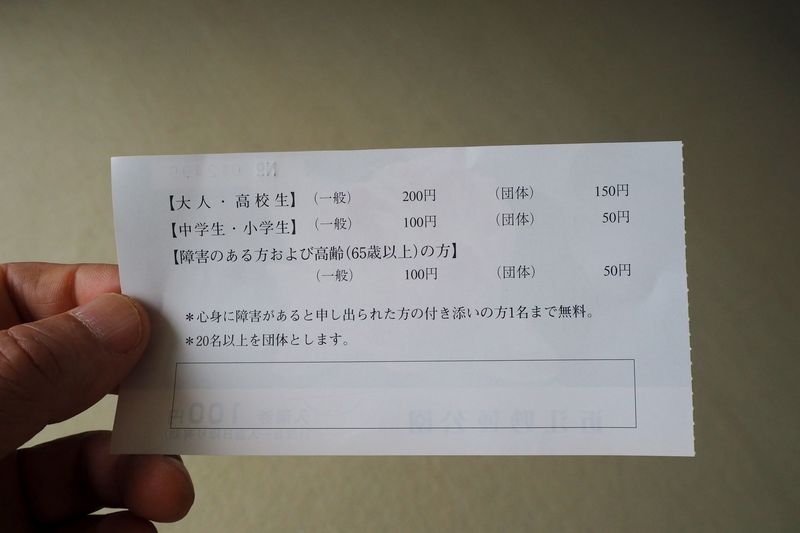 【大人・高校生】 (一般) 200円 (団体) 150円
【中学生・小学生】 (一般) 100円 (団体) 50円
【障害のある方および高齢(65歳以上)の方】
(一般) 100円 (団体) 50円
＊心身に障害があると申し出られた方の付き添いの方1名まで無料。
＊20名以上を団体とします。